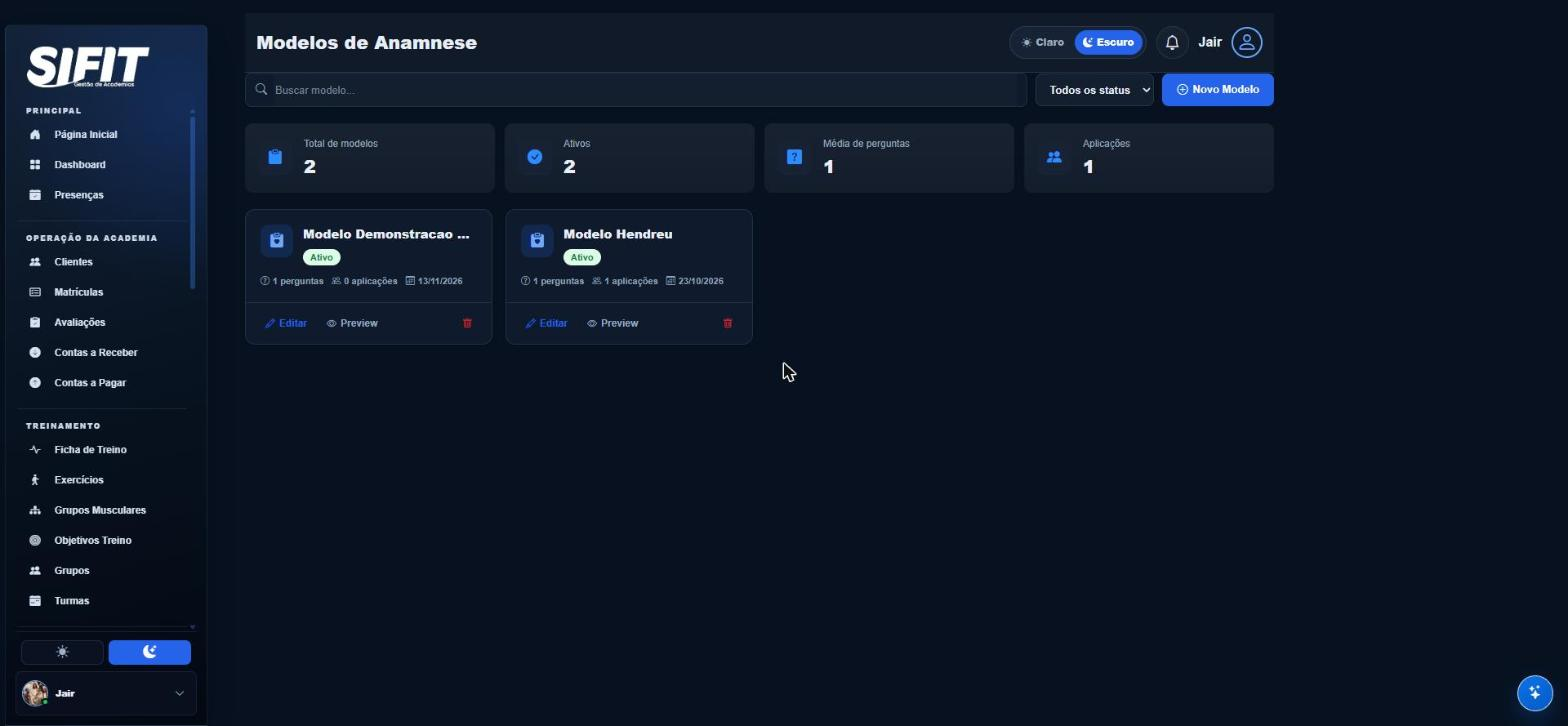 SIFIT
Gestão de Academias
PRINCIPAL
Página Inicial
Dashboard
Presenças
OPERAÇÃO DA ACADEMIA
Clientes
Matrículas
Avaliações
Contas a Receber
Contas a Pagar
TREINAMENTO
Ficha de Treino
Exercícios
Grupos Musculares
Objetivos Treino
Grupos
Turmas
Jair
Modelos de Anamnese
Claro
Escuro
Jair
Buscar modelo...
Todos os status
Novo Modelo
Total de modelos
2
Ativos
2
Média de perguntas
1
Aplicações
1
Modelo Demonstracao ...
Ativo
1 perguntas 0 aplicações 13/11/2026
Editar Preview
Modelo Hendreu
Ativo
1 perguntas 1 aplicações 23/10/2026
Editar Preview